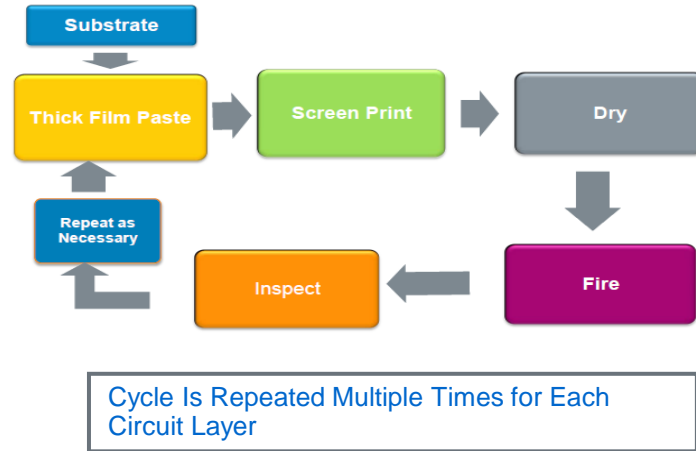 Substrate
Thick Film Paste
Screen Print
Dry
Repeat as
Necessary
Inspect
Fire
Cycle Is Repeated Multiple Times for Each
Circuit Layer